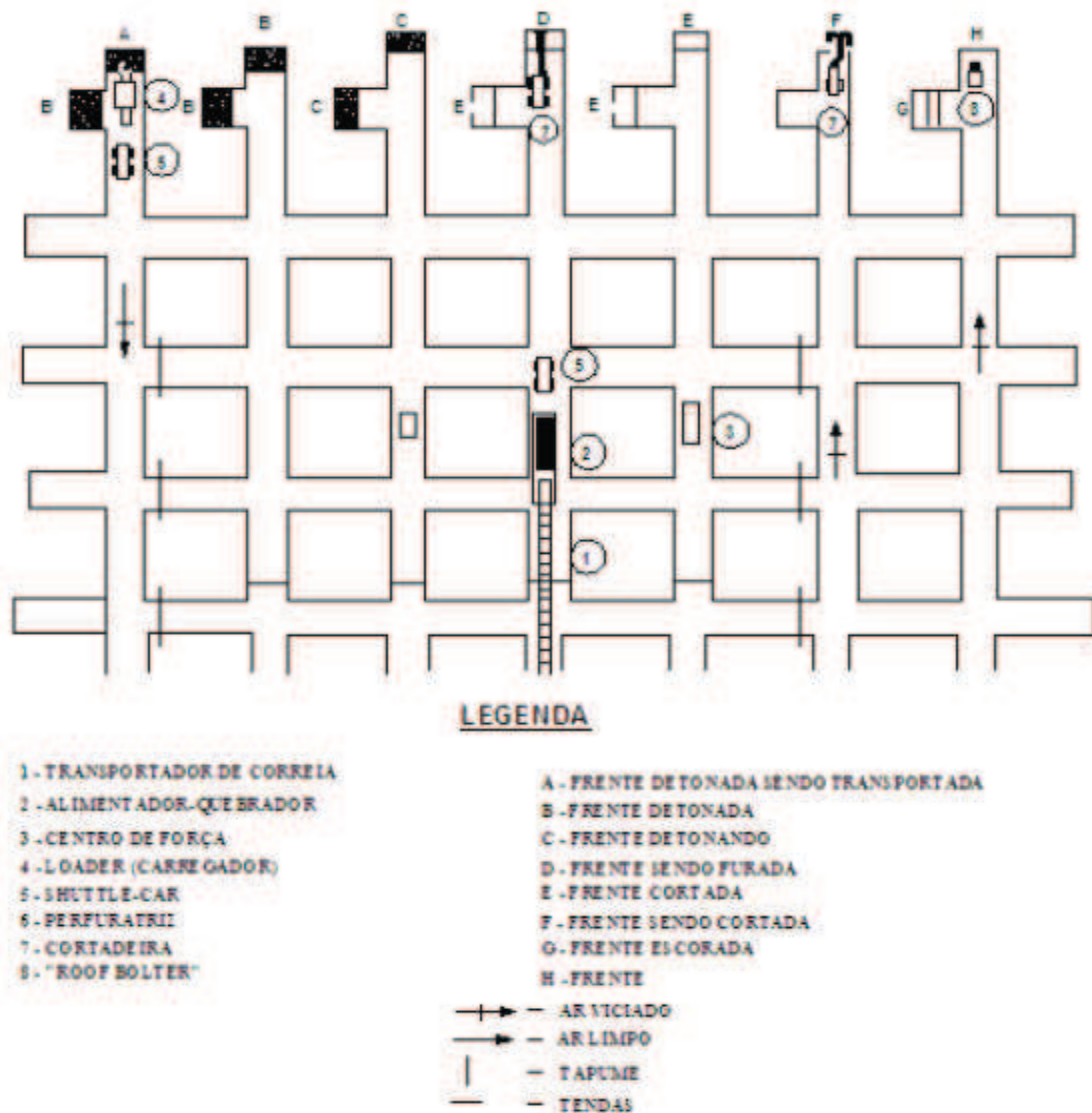 A B C D E F H
B B C E E G
4 7 7 8
5
5
2 3
1
LEGENDA
1 - TRANSPORTADOR DE CORREIA
2 - ALIMENTADOR-QUEBRADOR
3 - CENTRO DE FORÇA
4 - LOADER (CARREGADOR)
5 - SHUTTLE-CAR
6 - PERFURATRIZ
7 - CORTADEIRA
8 - "ROOF BOLTER"
A - FRENTE DETONADA SENDO TRANSPORTADA
B - FRENTE DETONADA
C - FRENTE DETONANDO
D - FRENTE SENDO FURADA
E - FRENTE CORTADA
F - FRENTE SENDO CORTADA
G - FRENTE ESCORADA
H - FRENTE
— AR VICIADO
— AR LIMPO
— TAPUME
— TENDAS